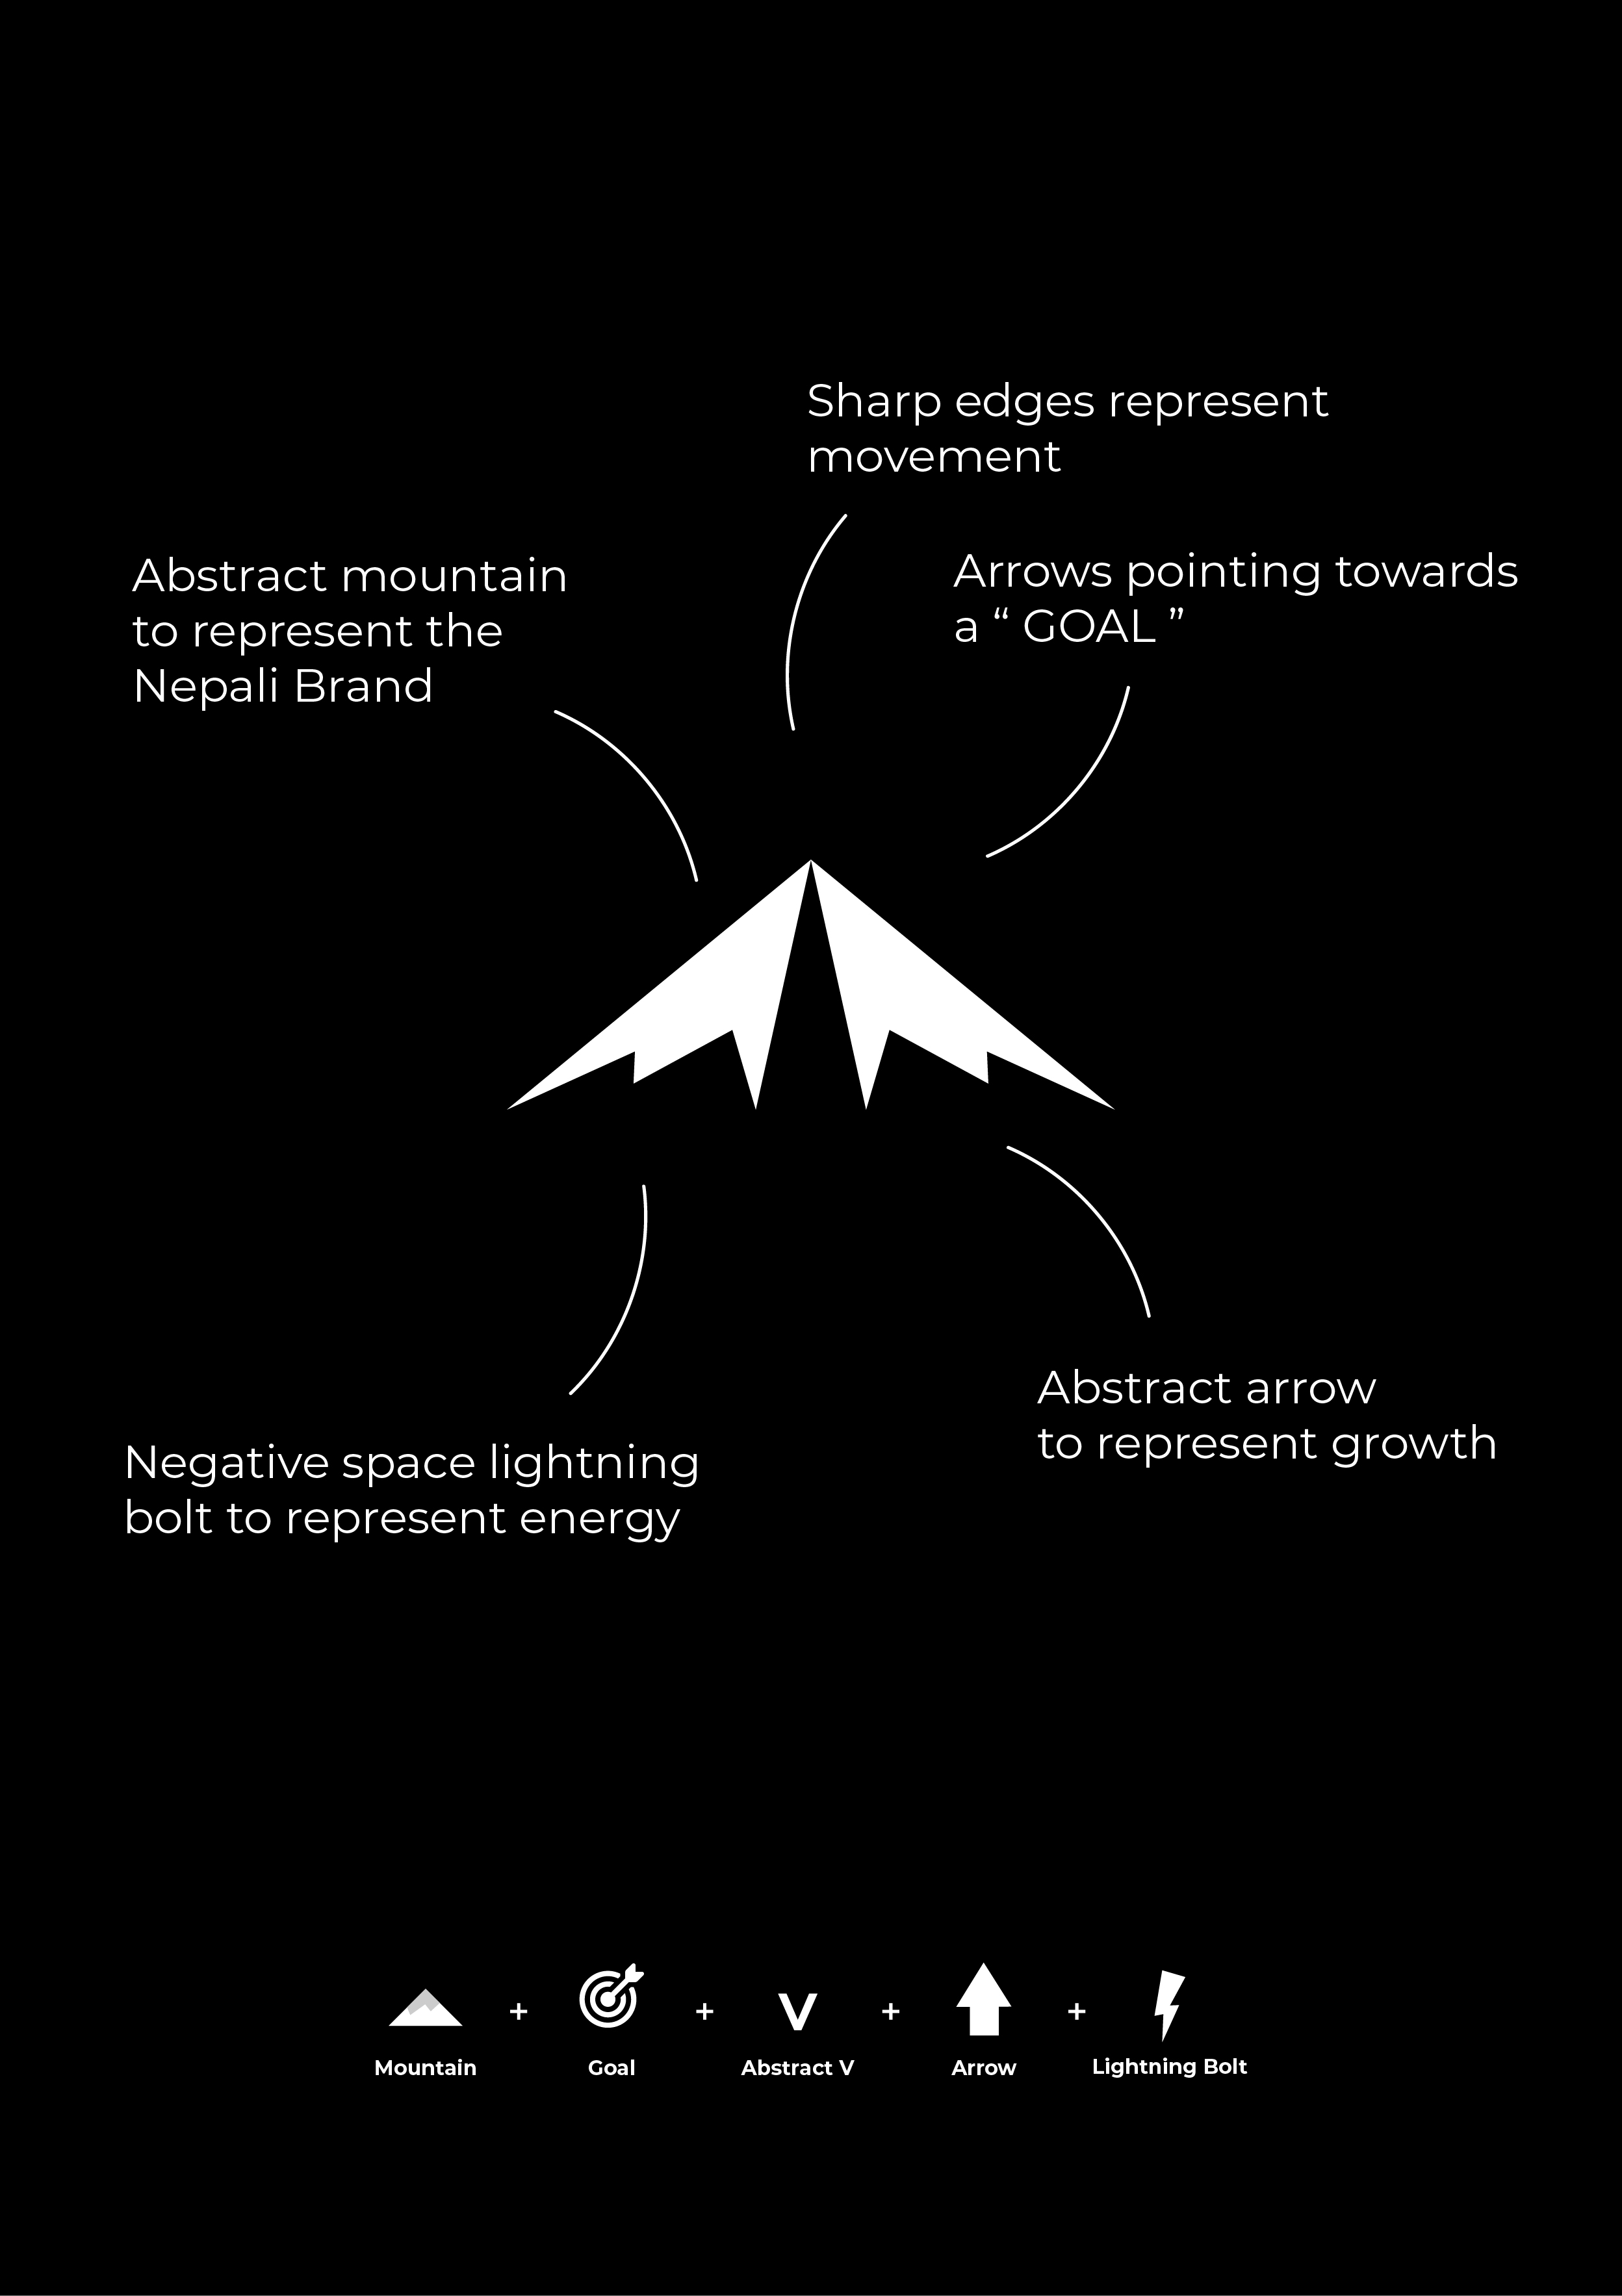 Sharp edges represent
movement
Abstract mountain
to represent the
Nepali Brand
Arrows pointing towards
a “ GOAL ”
Negative space lightning
bolt to represent energy
Abstract arrow
to represent growth
+ + + +
Mountain Goal Abstract V Arrow Lightning Bolt